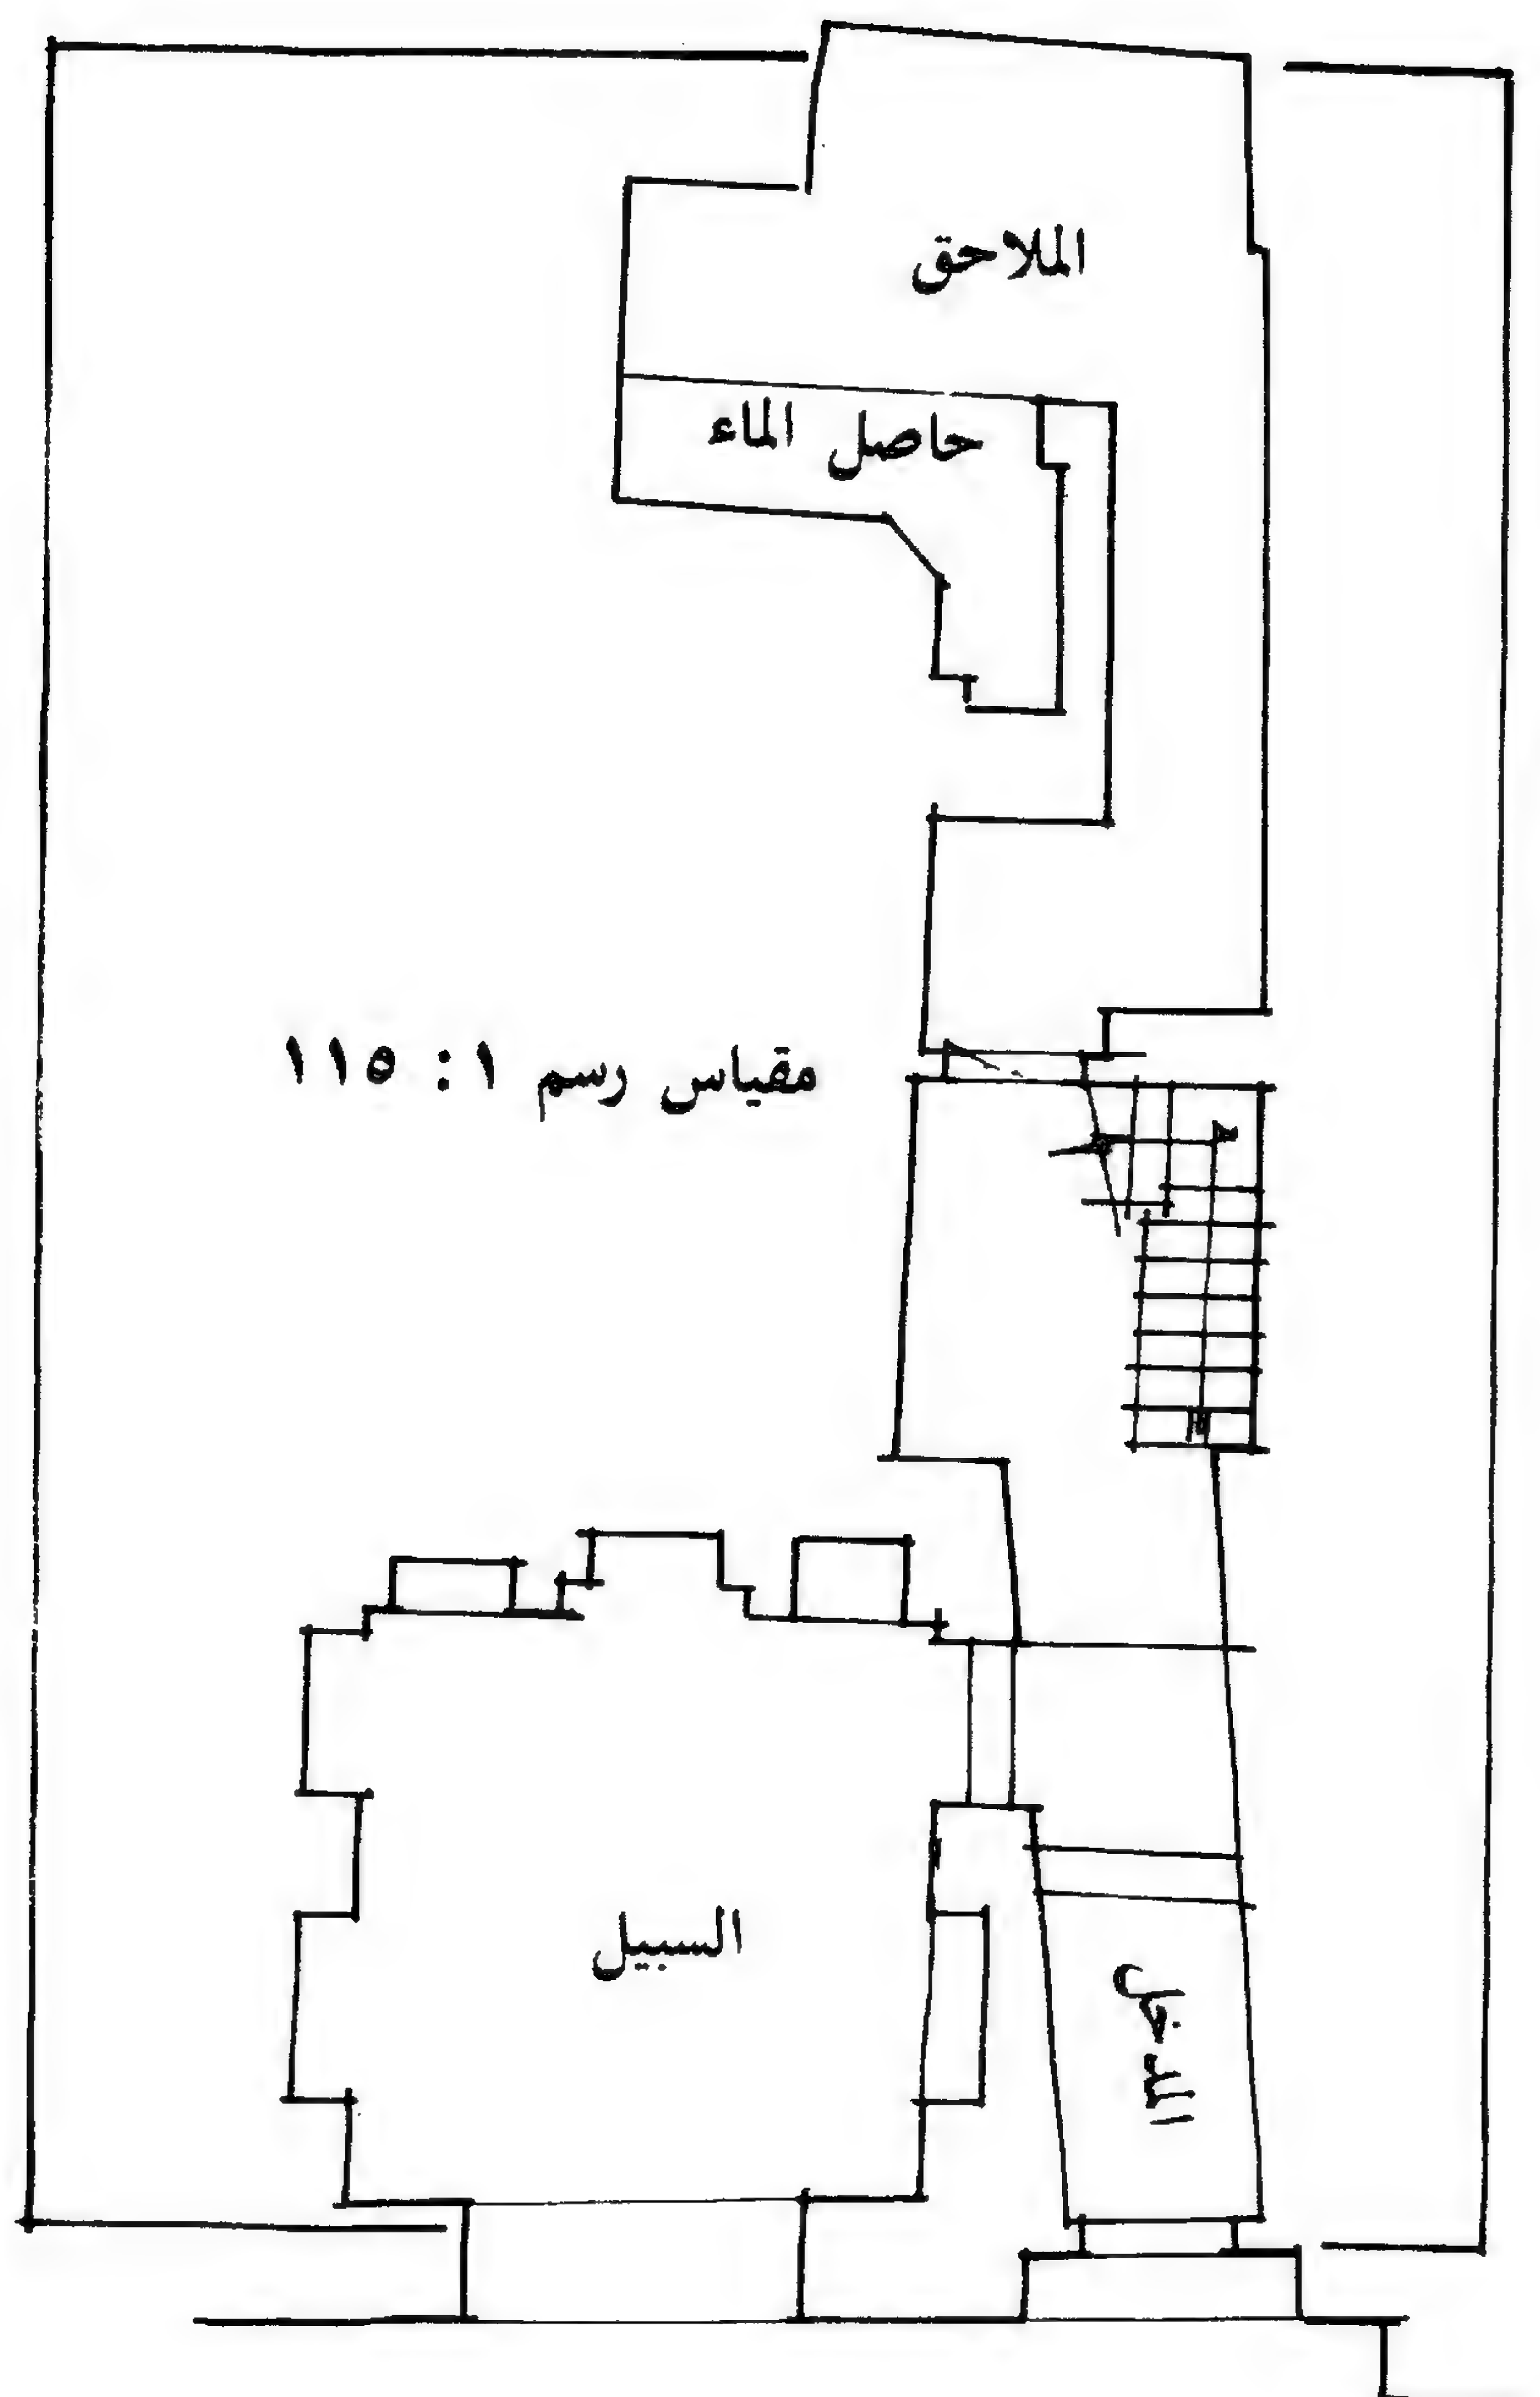 الملاحق
حاصل الماء
مقياس رسم ١ : ١١٥
السبيل
المدخل